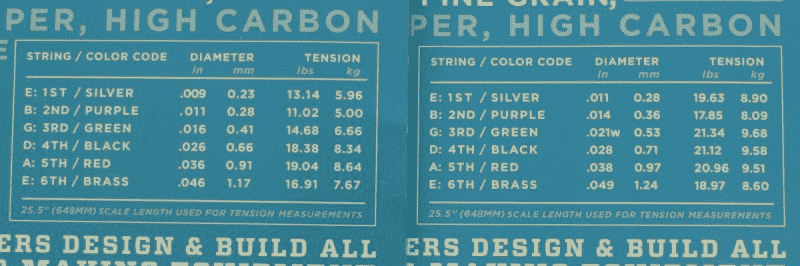 PER, HIGH CARBON
STRING / COLOR CODE DIAMETER TENSION
in mm lbs kg
E: 1ST / SILVER .009 0.23 13.14 5.96
B: 2ND / PURPLE .011 0.28 11.02 5.00
G: 3RD / GREEN .016 0.41 14.68 6.66
D: 4TH / BLACK .026 0.66 18.38 8.34
A: 5TH / RED .036 0.91 19.04 8.64
E: 6TH / BRASS .046 1.17 16.91 7.67
25.5" (648MM) SCALE LENGTH USED FOR TENSION MEASUREMENTS
ERS DESIGN & BUILD ALL
FINE GRAIN,
PER, HIGH CARBON
STRING / COLOR CODE DIAMETER TENSION
in mm lbs kg
E: 1ST / SILVER .011 0.28 19.63 8.90
B: 2ND / PURPLE .014 0.36 17.85 8.09
G: 3RD / GREEN .021w 0.53 21.34 9.68
D: 4TH / BLACK .028 0.71 21.12 9.58
A: 5TH / RED .038 0.97 20.96 9.51
E: 6TH / BRASS .049 1.24 18.97 8.60
25.5" (648MM) SCALE LENGTH USED FOR TENSION MEASUREMENTS
ERS DESIGN & BUILD ALL